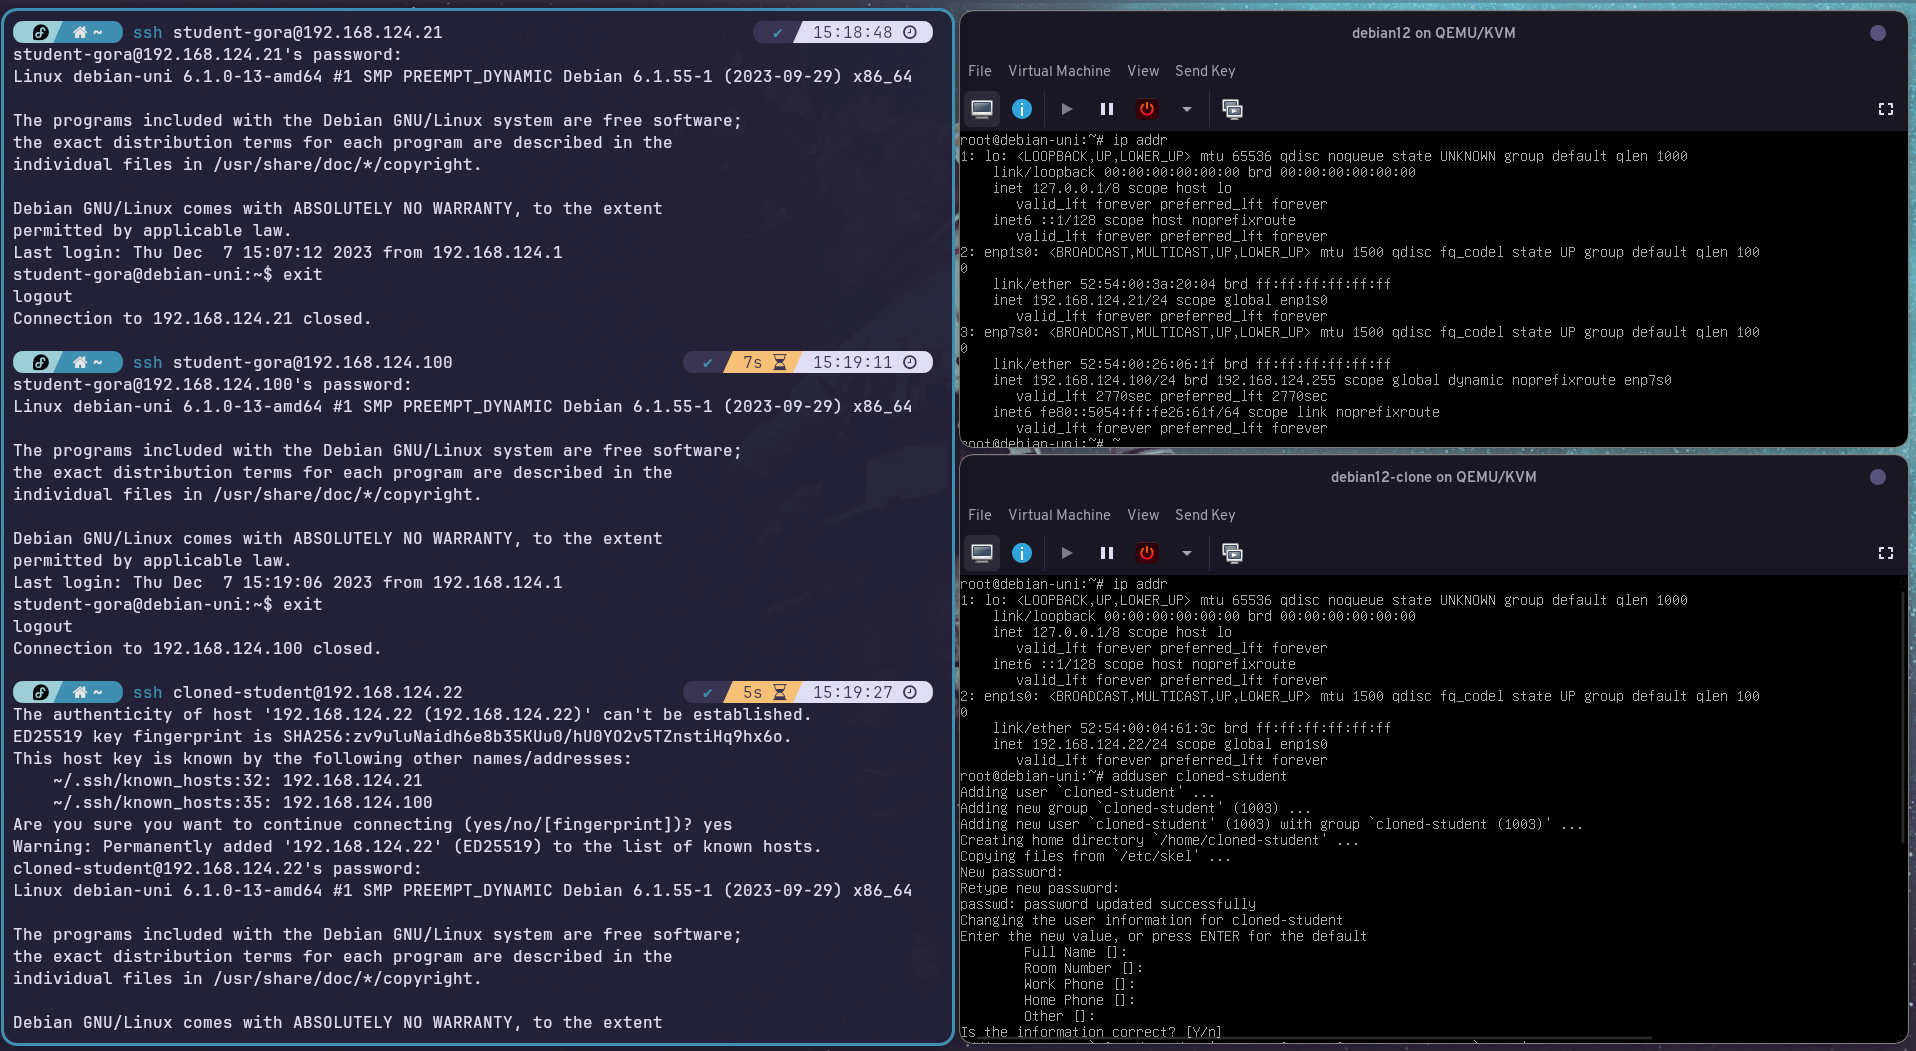 ~ ssh student-gora@192.168.124.21 ✔ 15:18:48
student-gora@192.168.124.21's password:
Linux debian-uni 6.1.0-13-amd64 #1 SMP PREEMPT_DYNAMIC Debian 6.1.55-1 (2023-09-29) x86_64
The programs included with the Debian GNU/Linux system are free software;
the exact distribution terms for each program are described in the
individual files in /usr/share/doc/*/copyright.
Debian GNU/Linux comes with ABSOLUTELY NO WARRANTY, to the extent
permitted by applicable law.
Last login: Thu Dec  7 15:07:12 2023 from 192.168.124.1
student-gora@debian-uni:~$ exit
logout
Connection to 192.168.124.21 closed.
~ ssh student-gora@192.168.124.100 ✔ 7s 15:19:11
student-gora@192.168.124.100's password:
Linux debian-uni 6.1.0-13-amd64 #1 SMP PREEMPT_DYNAMIC Debian 6.1.55-1 (2023-09-29) x86_64
The programs included with the Debian GNU/Linux system are free software;
the exact distribution terms for each program are described in the
individual files in /usr/share/doc/*/copyright.
Debian GNU/Linux comes with ABSOLUTELY NO WARRANTY, to the extent
permitted by applicable law.
Last login: Thu Dec  7 15:19:06 2023 from 192.168.124.1
student-gora@debian-uni:~$ exit
logout
Connection to 192.168.124.100 closed.
~ ssh cloned-student@192.168.124.22 ✔ 5s 15:19:27
The authenticity of host '192.168.124.22 (192.168.124.22)' can't be established.
ED25519 key fingerprint is SHA256:zv9uluNaidh6e8b35KUu0/hU0YO2v5TZnstiHq9hx6o.
This host key is known by the following other names/addresses:
    ~/.ssh/known_hosts:32: 192.168.124.21
    ~/.ssh/known_hosts:35: 192.168.124.100
Are you sure you want to continue connecting (yes/no/[fingerprint])? yes
Warning: Permanently added '192.168.124.22' (ED25519) to the list of known hosts.
cloned-student@192.168.124.22's password:
Linux debian-uni 6.1.0-13-amd64 #1 SMP PREEMPT_DYNAMIC Debian 6.1.55-1 (2023-09-29) x86_64
The programs included with the Debian GNU/Linux system are free software;
the exact distribution terms for each program are described in the
individual files in /usr/share/doc/*/copyright.
Debian GNU/Linux comes with ABSOLUTELY NO WARRANTY, to the extent
debian12 on QEMU/KVM
File Virtual Machine View Send Key
root@debian-uni:~# ip addr
1: lo: <LOOPBACK,UP,LOWER_UP> mtu 65536 qdisc noqueue state UNKNOWN group default qlen 1000
    link/loopback 00:00:00:00:00:00 brd 00:00:00:00:00:00
    inet 127.0.0.1/8 scope host lo
       valid_lft forever preferred_lft forever
    inet6 ::1/128 scope host noprefixroute
       valid_lft forever preferred_lft forever
2: enp1s0: <BROADCAST,MULTICAST,UP,LOWER_UP> mtu 1500 qdisc fq_codel state UP group default qlen 100
0
    link/ether 52:54:00:3a:20:04 brd ff:ff:ff:ff:ff:ff
    inet 192.168.124.21/24 scope global enp1s0
       valid_lft forever preferred_lft forever
3: enp7s0: <BROADCAST,MULTICAST,UP,LOWER_UP> mtu 1500 qdisc fq_codel state UP group default qlen 100
0
    link/ether 52:54:00:26:06:1f brd ff:ff:ff:ff:ff:ff
    inet 192.168.124.100/24 brd 192.168.124.255 scope global dynamic noprefixroute enp7s0
       valid_lft 2770sec preferred_lft 2770sec
    inet6 fe80::5054:ff:fe26:61f/64 scope link noprefixroute
       valid_lft forever preferred_lft forever
root@debian-uni:~# ~
debian12-clone on QEMU/KVM
File Virtual Machine View Send Key
root@debian-uni:~# ip addr
1: lo: <LOOPBACK,UP,LOWER_UP> mtu 65536 qdisc noqueue state UNKNOWN group default qlen 1000
    link/loopback 00:00:00:00:00:00 brd 00:00:00:00:00:00
    inet 127.0.0.1/8 scope host lo
       valid_lft forever preferred_lft forever
    inet6 ::1/128 scope host noprefixroute
       valid_lft forever preferred_lft forever
2: enp1s0: <BROADCAST,MULTICAST,UP,LOWER_UP> mtu 1500 qdisc fq_codel state UP group default qlen 100
0
    link/ether 52:54:00:04:61:3c brd ff:ff:ff:ff:ff:ff
    inet 192.168.124.22/24 scope global enp1s0
       valid_lft forever preferred_lft forever
root@debian-uni:~# adduser cloned-student
Adding user `cloned-student' ...
Adding new group `cloned-student' (1003) ...
Adding new user `cloned-student' (1003) with group `cloned-student (1003)' ...
Creating home directory `/home/cloned-student' ...
Copying files from `/etc/skel' ...
New password:
Retype new password:
passwd: password updated successfully
Changing the user information for cloned-student
Enter the new value, or press ENTER for the default
        Full Name []:
        Room Number []:
        Work Phone []:
        Home Phone []:
        Other []:
Is the information correct? [Y/n]